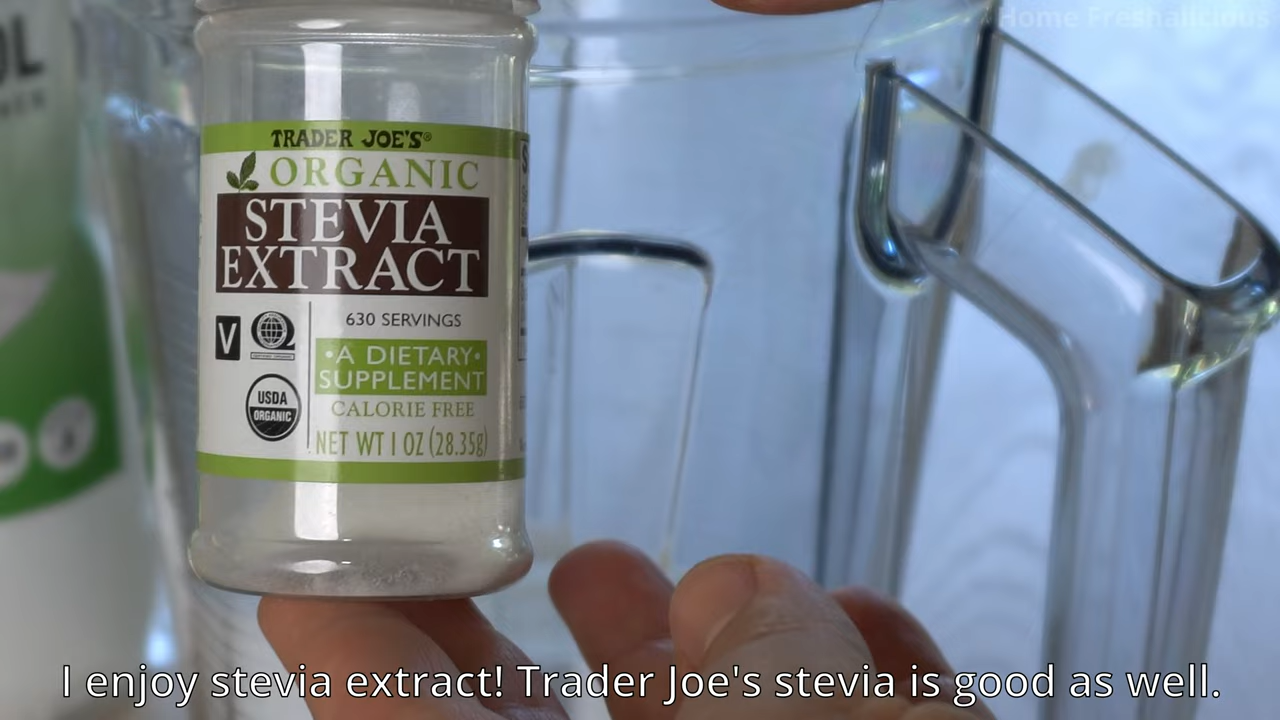 Home Freshalicious
OL
TRADER JOE'S®
ORGANIC
STEVIA
EXTRACT
V
630 SERVINGS
•A DIETARY•
SUPPLEMENT
USDA
ORGANIC
CALORIE FREE
NET WT 1 OZ (28.35g)
I enjoy stevia extract! Trader Joe's stevia is good as well.